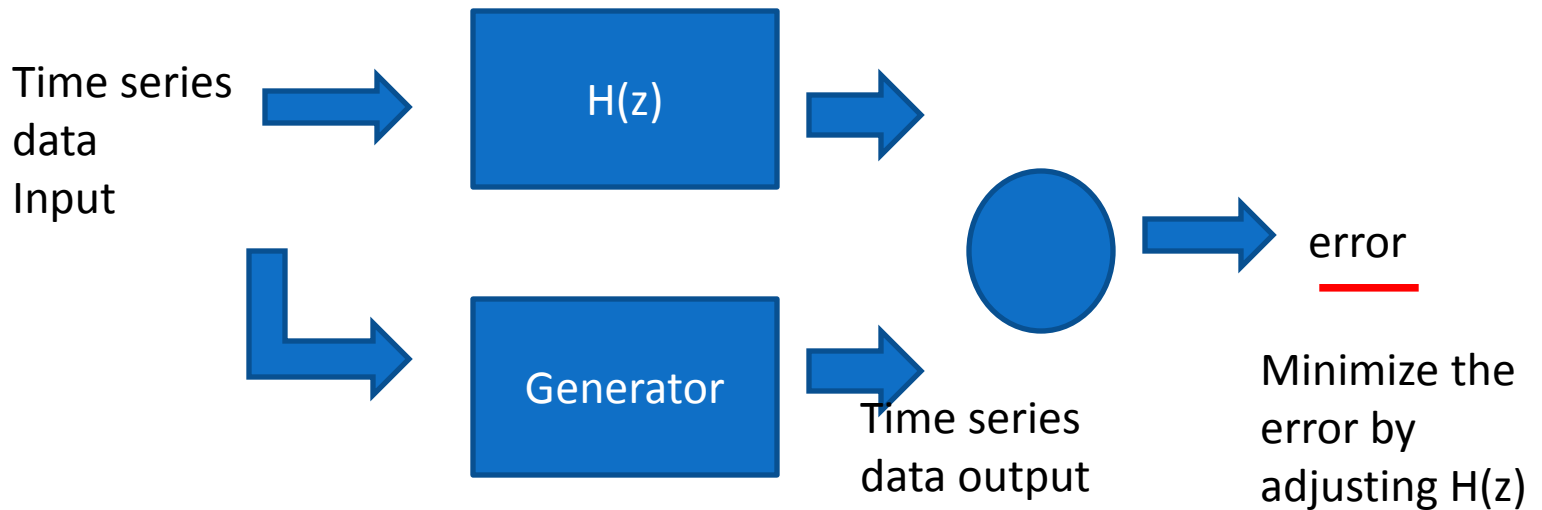 Time series
data
Input
H(z)
Generator
Time series
data output
error
Minimize the
error by
adjusting H(z)